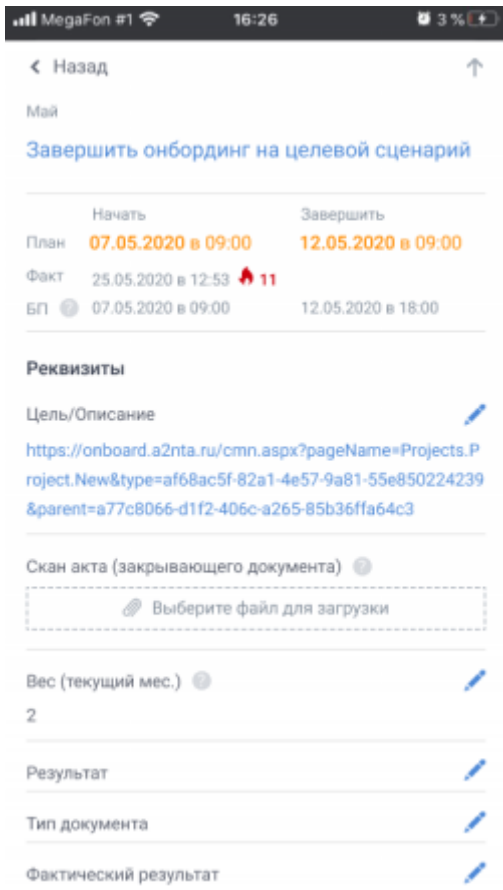 MegaFon #1 16:26 3 %
Назад
Май
Завершить онбординг на целевой сценарий
Начать Завершить
План 07.05.2020 в 09:00 12.05.2020 в 09:00
Факт 25.05.2020 в 12:53 11
БП ? 07.05.2020 в 09:00 12.05.2020 в 18:00
Реквизиты
Цель/Описание
https://onboard.a2nta.ru/cmn.aspx?pageName=Projects.P
roject.New&type=af68ac5f-82a1-4e57-9a81-55e850224239
&parent=a77c8066-d1f2-406c-a265-85b36ffa64c3
Скан акта (закрывающего документа) ?
Выберите файл для загрузки
Вес (текущий мес.) ?
2
Результат
Тип документа
Фактический результат